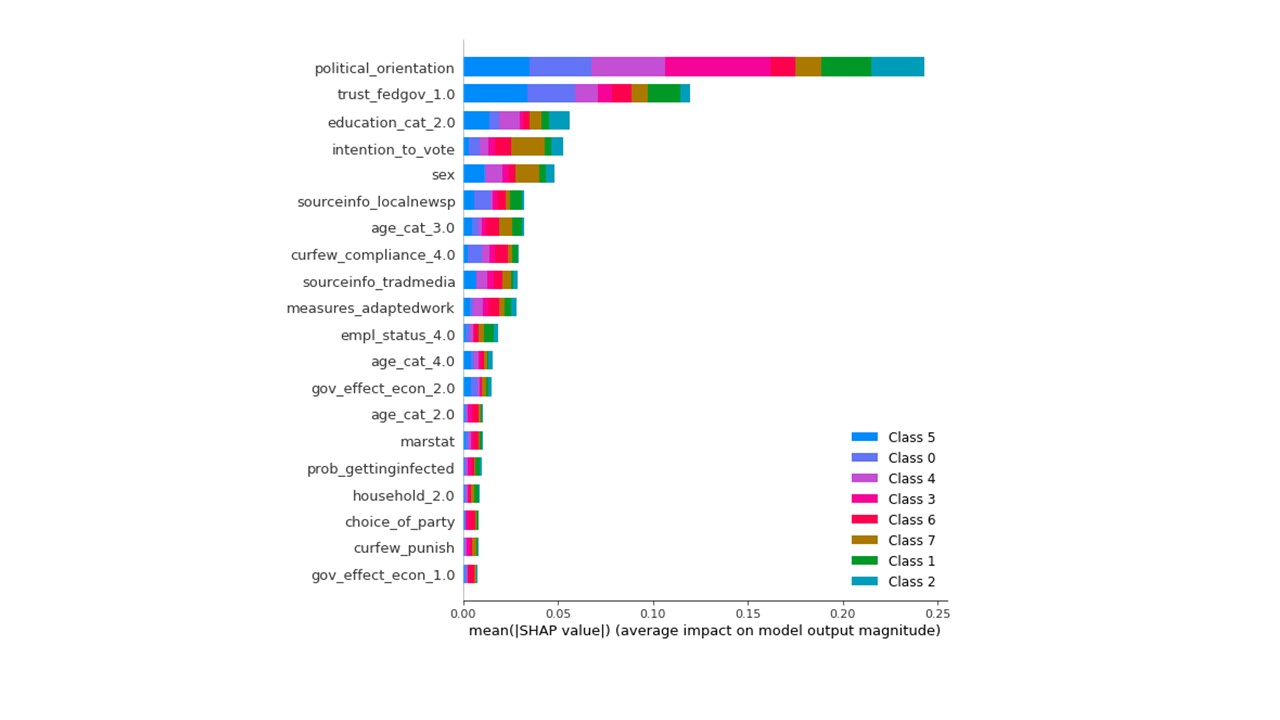 political_orientation
trust_fedgov_1.0
education_cat_2.0
intention_to_vote
sex
sourceinfo_localnewsp
age_cat_3.0
curfew_compliance_4.0
sourceinfo_tradmedia
measures_adaptedwork
empl_status_4.0
age_cat_4.0
gov_effect_econ_2.0
age_cat_2.0
marstat
prob_gettinginfected
household_2.0
choice_of_party
curfew_punish
gov_effect_econ_1.0
Class 5
Class 0
Class 4
Class 3
Class 6
Class 7
Class 1
Class 2
0.00 0.05 0.10 0.15 0.20 0.25
mean(|SHAP value|) (average impact on model output magnitude)